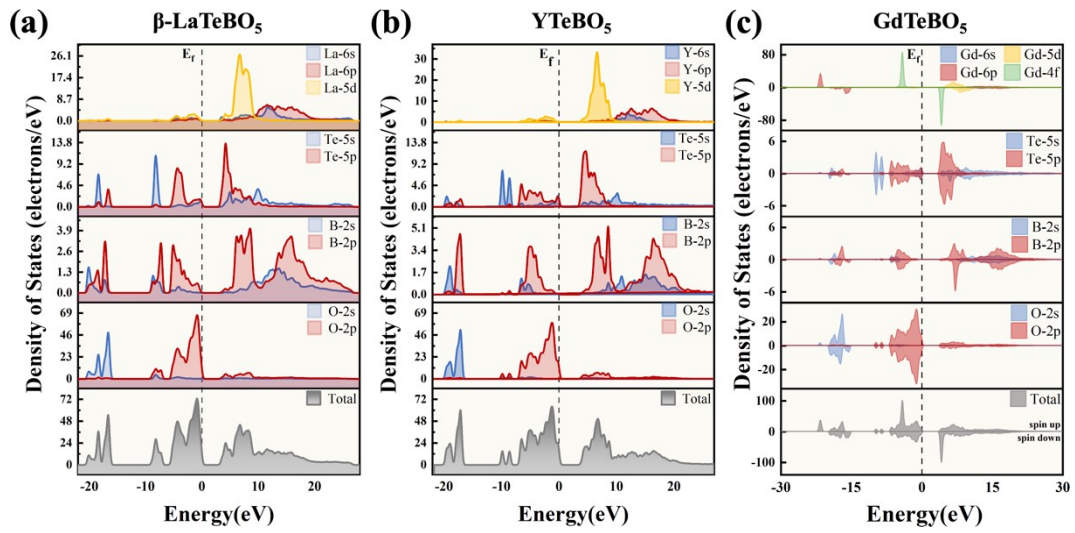 (a) β-LaTeBO5
Density of States (electrons/eV)
Ef
La-6s
La-6p
La-5d
26.1
17.4
8.7
0.0
Te-5s
Te-5p
13.8
9.2
4.6
0.0
B-2s
B-2p
3.9
2.6
1.3
0.0
O-2s
O-2p
69
46
23
0
Total
72
48
24
0
-20 -10 0 10 20
Energy(eV)
(b) YTeBO5
Density of States (electrons/eV)
Ef
Y-6s
Y-6p
Y-5d
30
20
10
0
Te-5s
Te-5p
13.8
9.2
4.6
0.0
B-2s
B-2p
5.1
3.4
1.7
0.0
O-2s
O-2p
69
46
23
0
Total
72
48
24
0
-20 -10 0 10 20
Energy(eV)
(c) GdTeBO5
Density of States (electrons/eV)
Ef
Gd-6s Gd-5d
Gd-6p Gd-4f
80
0
-80
Te-5s
Te-5p
6
0
-6
B-2s
B-2p
6
0
-6
O-2s
O-2p
20
0
-20
Total
spin up
spin down
100
0
-100
-30 -15 0 15 30
Energy(eV)